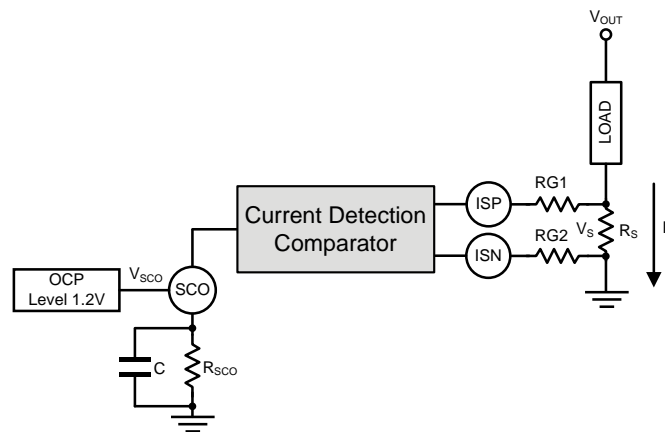 VOUT
LOAD
RG1
ISP
Current Detection
Comparator
VS
RS
I
RG2
ISN
VSCO
OCP
Level 1.2V
SCO
C
RSCO